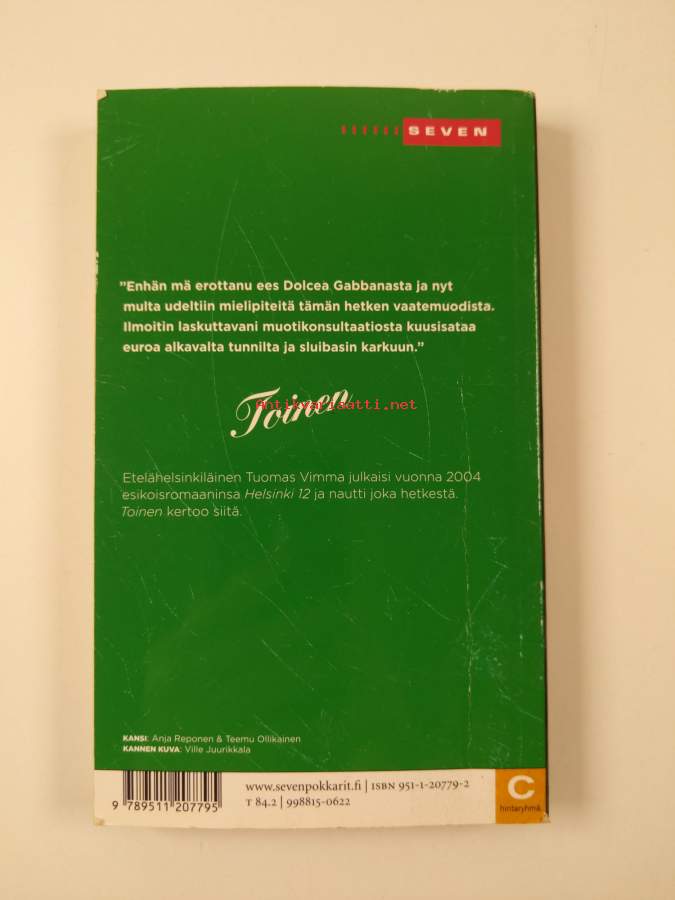 SEVEN
”Enhän mä erottanu ees Dolcea Gabbanasta ja nyt
multa udeltiin mielipiteitä tämän hetken vaatemuodista.
Ilmoitin laskuttavani muotikonsultaatiosta kuusisataa
euroa alkavalta tunnilta ja sluibasin karkuun.”
Toinen
antikvariaatti.net
Etelähelsinkiläinen Tuomas Vimma julkaisi vuonna 2004
esikoisromaaninsa Helsinki 12 ja nautti joka hetkestä.
Toinen kertoo siitä.
KANSI: Anja Reponen & Teemu Ollikainen
KANNEN KUVA: Ville Juurikkala
www.sevenpokkarit.fi | ISBN 951-1-20779-2
T 84.2 | 998815-0622
9 789511 207795
C
hintaryhmä